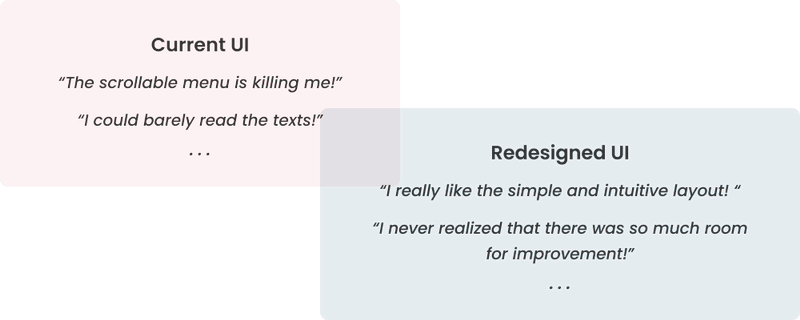 Current UI
“The scrollable menu is killing me!”
“I could barely read the texts!”
...
Redesigned UI
“I really like the simple and intuitive layout! “
“I never realized that there was so much room
for improvement!”
...